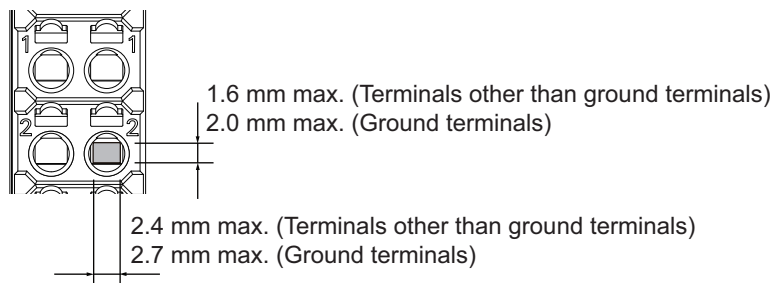 1 1
1.6 mm max. (Terminals other than ground terminals)
2.0 mm max. (Ground terminals)
2 2
2.4 mm max. (Terminals other than ground terminals)
2.7 mm max. (Ground terminals)